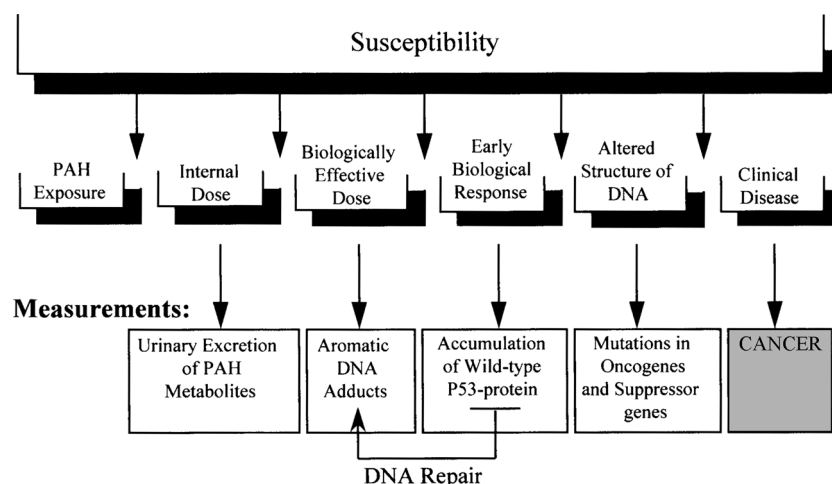 Susceptibility
PAH
Exposure
Internal
Dose
Biologically
Effective
Dose
Early
Biological
Response
Altered
Structure of
DNA
Clinical
Disease
Measurements:
Urinary Excretion
of PAH
Metabolites
Aromatic
DNA
Adducts
Accumulation
of Wild-type
P53-protein
Mutations in
Oncogenes
and Suppressor
genes
CANCER
DNA Repair